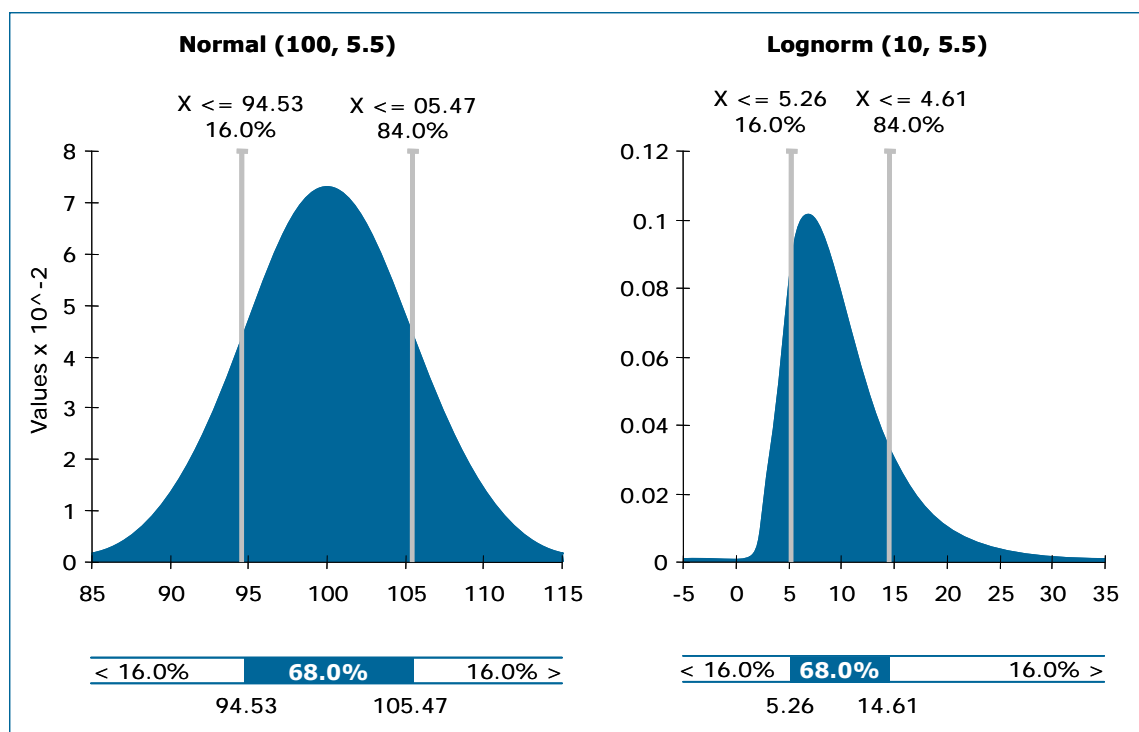 Normal (100, 5.5)
X <= 94.53
16.0%
X <= 05.47
84.0%
Values x 10^-2
8
7
6
5
4
3
2
1
0
85 90 95 100 105 110 115
< 16.0% 68.0% 16.0% >
94.53 105.47
Lognorm (10, 5.5)
X <= 5.26
16.0%
X <= 4.61
84.0%
0.12
0.1
0.08
0.06
0.04
0.02
0
-5 0 5 10 15 20 25 30 35
< 16.0% 68.0% 16.0% >
5.26 14.61